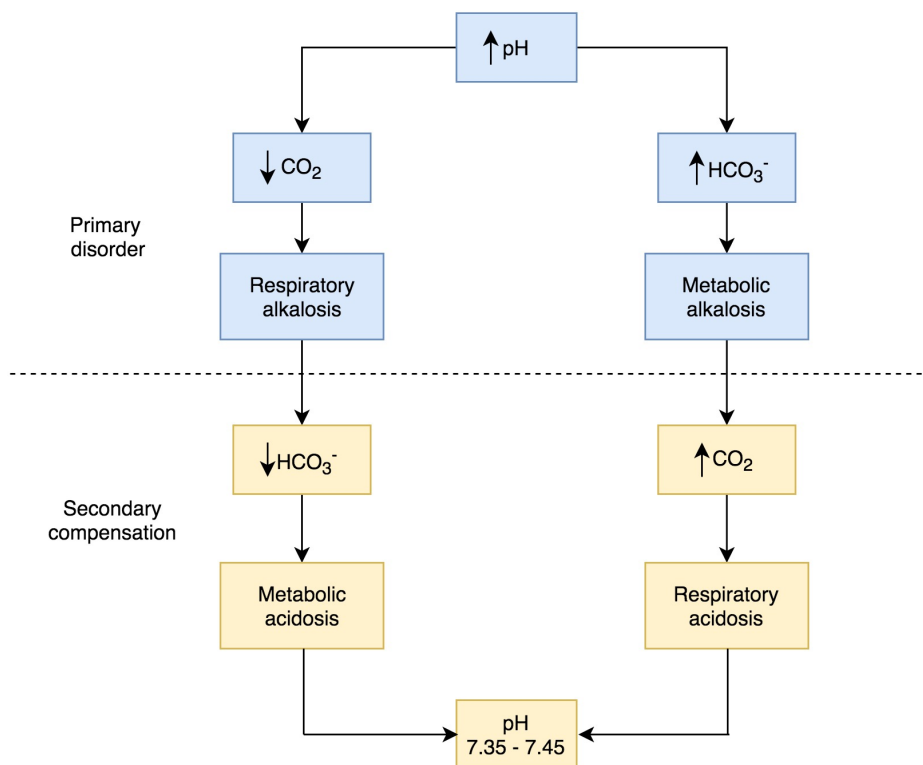 ↑ pH
↓ CO₂
↑ HCO₃⁻
Primary
disorder
Respiratory
alkalosis
Metabolic
alkalosis
↓ HCO₃⁻
↑ CO₂
Secondary
compensation
Metabolic
acidosis
Respiratory
acidosis
pH
7.35 - 7.45